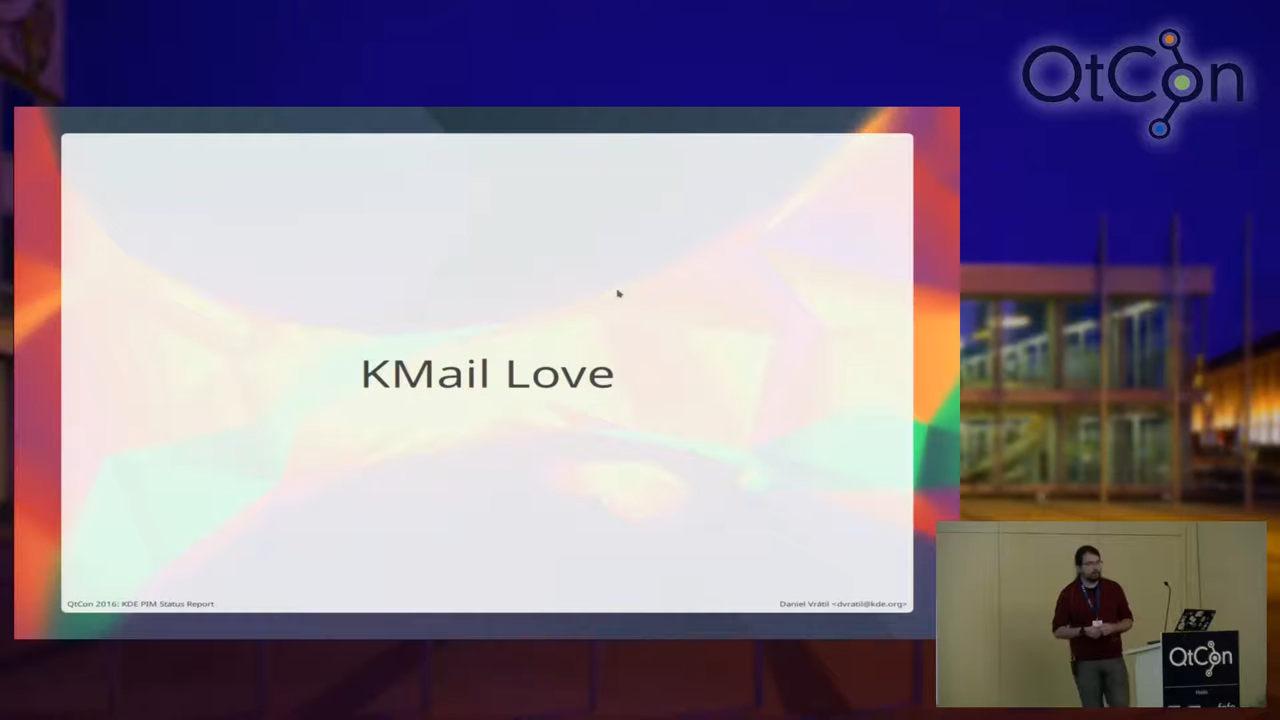 QtCon
KMail Love
QtCon 2016: KDE PIM Status Report
Daniel Vrátil <dvratil@kde.org>
QtCon